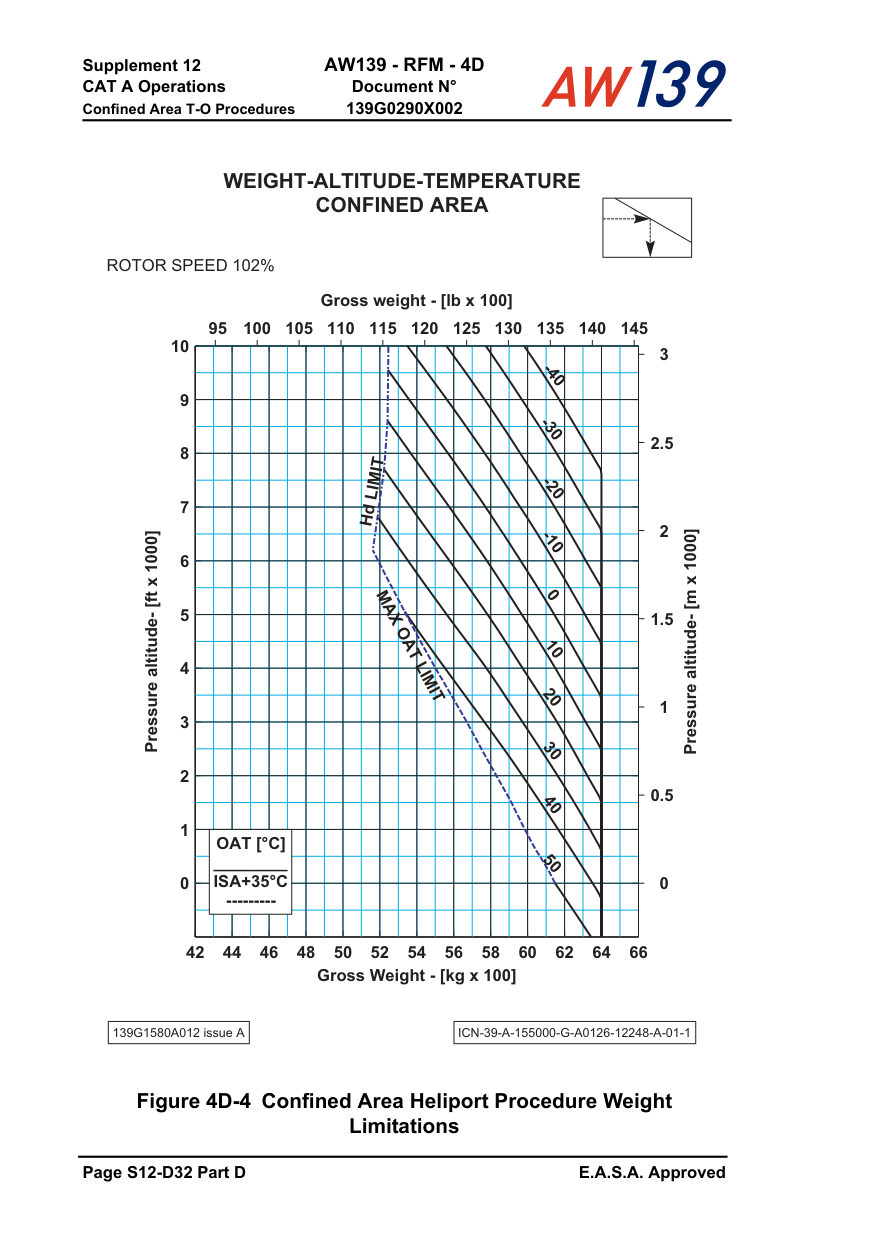 Supplement 12
CAT A Operations
Confined Area T-O Procedures
AW139 - RFM - 4D
Document N°
139G0290X002
AW139
WEIGHT-ALTITUDE-TEMPERATURE
CONFINED AREA
ROTOR SPEED 102%
Gross weight - [lb x 100]
95 100 105 110 115 120 125 130 135 140 145
Pressure altitude- [ft x 1000]
10
9
8
7
6
5
4
3
2
1
0
Hd LIMIT
MAX OAT LIMIT
-40
-30
-20
-10
0
10
20
30
40
50
3
2.5
2
1.5
1
0.5
0
Pressure altitude- [m x 1000]
OAT [°C]
ISA+35°C
---------
42 44 46 48 50 52 54 56 58 60 62 64 66
Gross Weight - [kg x 100]
139G1580A012 issue A
ICN-39-A-155000-G-A0126-12248-A-01-1
Figure 4D-4 Confined Area Heliport Procedure Weight
Limitations
Page S12-D32 Part D
E.A.S.A. Approved